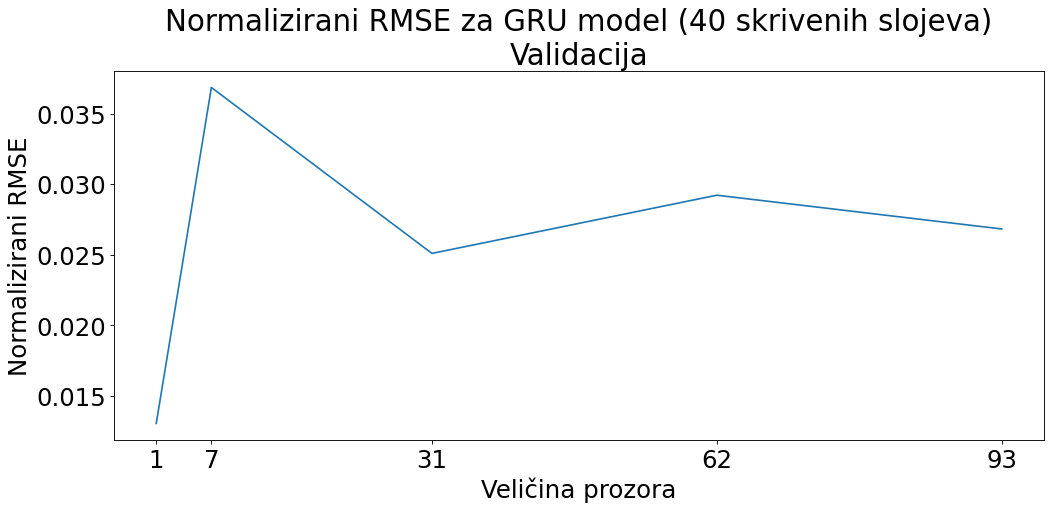 Normalizirani RMSE za GRU model (40 skrivenih slojeva)
Validacija
Normalizirani RMSE
0.035
0.030
0.025
0.020
0.015
1 7 31 62 93
Veličina prozora